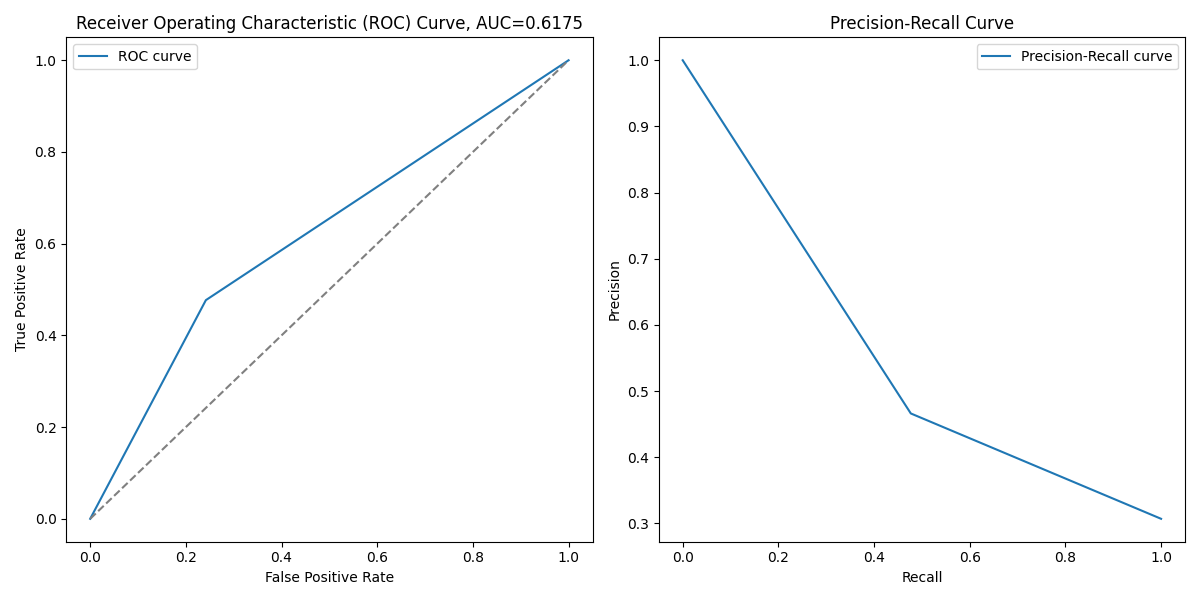 Receiver Operating Characteristic (ROC) Curve, AUC=0.6175
ROC curve
1.0
0.8
0.6
0.4
0.2
0.0
True Positive Rate
0.0 0.2 0.4 0.6 0.8 1.0
False Positive Rate
Precision-Recall Curve
Precision-Recall curve
1.0
0.9
0.8
0.7
0.6
0.5
0.4
0.3
Precision
0.0 0.2 0.4 0.6 0.8 1.0
Recall